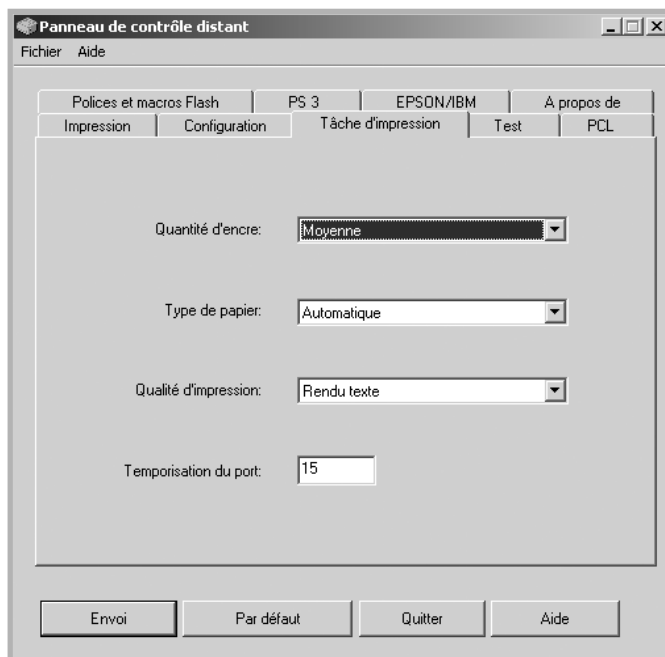 Panneau de contrôle distant
Fichier Aide
Polices et macros Flash PS 3 EPSON/IBM A propos de
Impression Configuration Tâche d'impression Test PCL
Quantité d'encre: Moyenne
Type de papier: Automatique
Qualité d'impression: Rendu texte
Temporisation du port: 15
Envoi Par défaut Quitter Aide